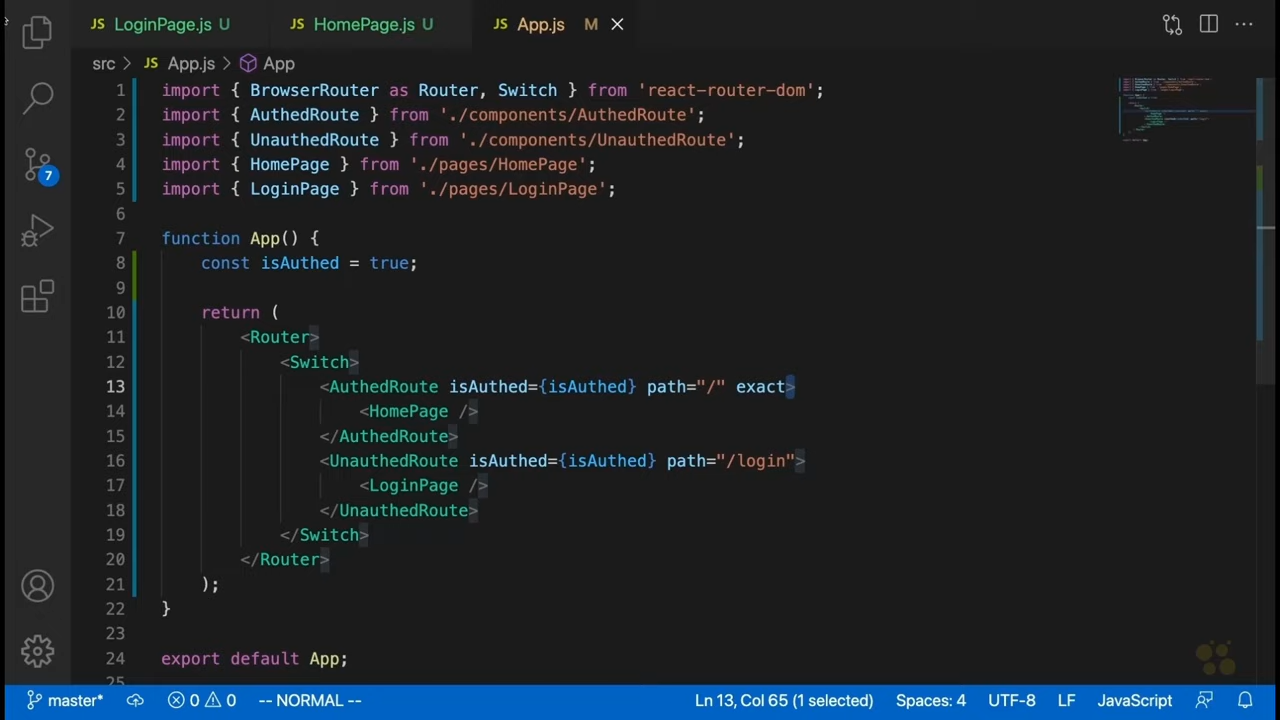 JS LoginPage.js U JS HomePage.js U JS App.js M
src > JS App.js > App
1 import { BrowserRouter as Router, Switch } from 'react-router-dom';
2 import { AuthedRoute } from './components/AuthedRoute';
3 import { UnauthedRoute } from './components/UnauthedRoute';
4 import { HomePage } from './pages/HomePage';
5 import { LoginPage } from './pages/LoginPage';
6
7 function App() {
8 const isAuthed = true;
9
10 return (
11 <Router>
12 <Switch>
13 <AuthedRoute isAuthed={isAuthed} path="/" exact>
14 <HomePage />
15 </AuthedRoute>
16 <UnauthedRoute isAuthed={isAuthed} path="/login">
17 <LoginPage />
18 </UnauthedRoute>
19 </Switch>
20 </Router>
21 );
22 }
23
24 export default App;
25
7
master* 0 0 -- NORMAL -- Ln 13, Col 65 (1 selected) Spaces: 4 UTF-8 LF JavaScript